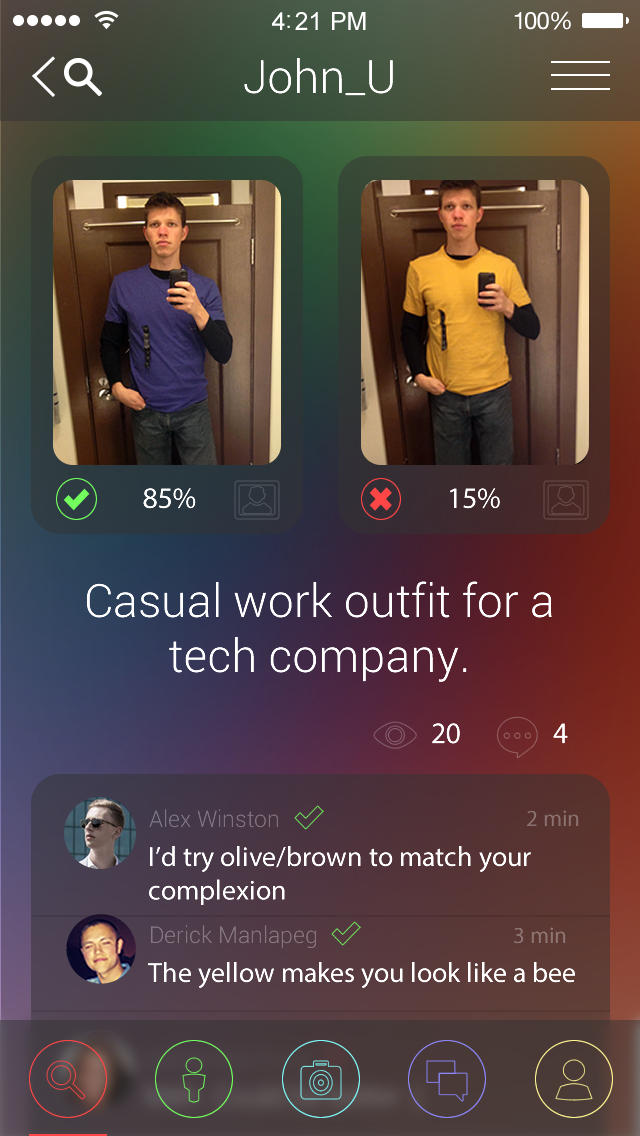 4:21 PM
100%
John_U
85%
15%
Casual work outfit for a
tech company.
20
4
Alex Winston
2 min
I'd try olive/brown to match your
complexion
Derick Manlapeg
3 min
The yellow makes you look like a bee